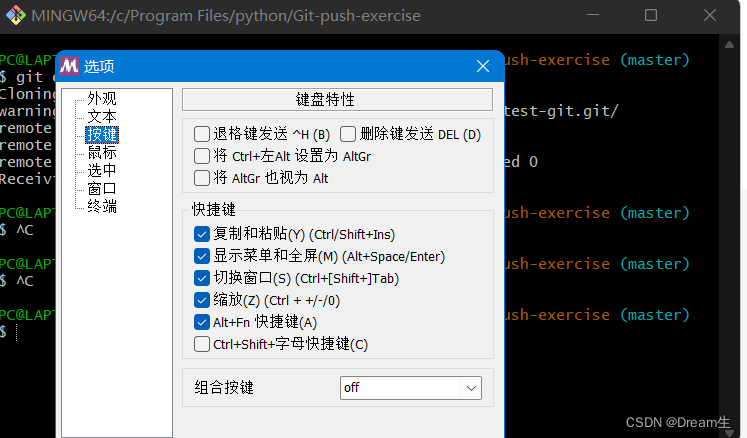 MINGW64:/c/Program Files/python/Git-push-exercise
PC@LAPT
ush-exercise (master)
选项
$ git c
Cloning
外观
键盘特性
文本
warning
test-git.git/
按键
退格键发送 ^H (B)
删除键发送 DEL (D)
remote
鼠标
将 Ctrl+左Alt 设置为 AltGr
remote
选中
将 AltGr 也视为 Alt
remote
ed 0
窗口
Receivi
终端
快捷键
PC@LAPT
ush-exercise (master)
$ ^C
复制和粘贴(Y) (Ctrl/Shift+Ins)
显示菜单和全屏(M) (Alt+Space/Enter)
PC@LAPT
ush-exercise (master)
$ ^C
切换窗口(S) (Ctrl+[Shift+]Tab)
缩放(Z) (Ctrl + +/-/0)
PC@LAPT
ush-exercise (master)
$
Alt+Fn 快捷键(A)
Ctrl+Shift+字母快捷键(C)
组合按键
off
CSDN @Dream生